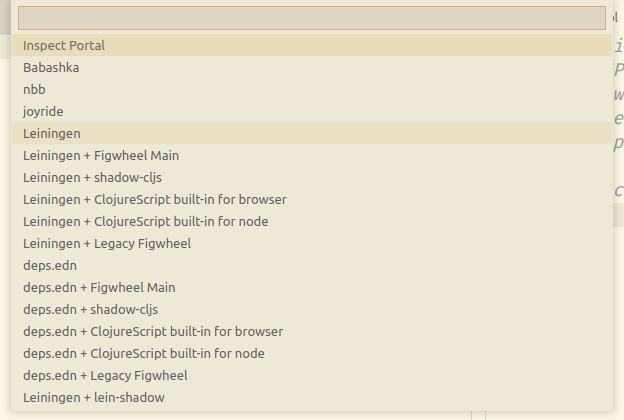 Inspect Portal
Babashka
nbb
joyride
Leiningen
Leiningen + Figwheel Main
Leiningen + shadow-cljs
Leiningen + ClojureScript built-in for browser
Leiningen + ClojureScript built-in for node
Leiningen + Legacy Figwheel
deps.edn
deps.edn + Figwheel Main
deps.edn + shadow-cljs
deps.edn + ClojureScript built-in for browser
deps.edn + ClojureScript built-in for node
deps.edn + Legacy Figwheel
Leiningen + lein-shadow